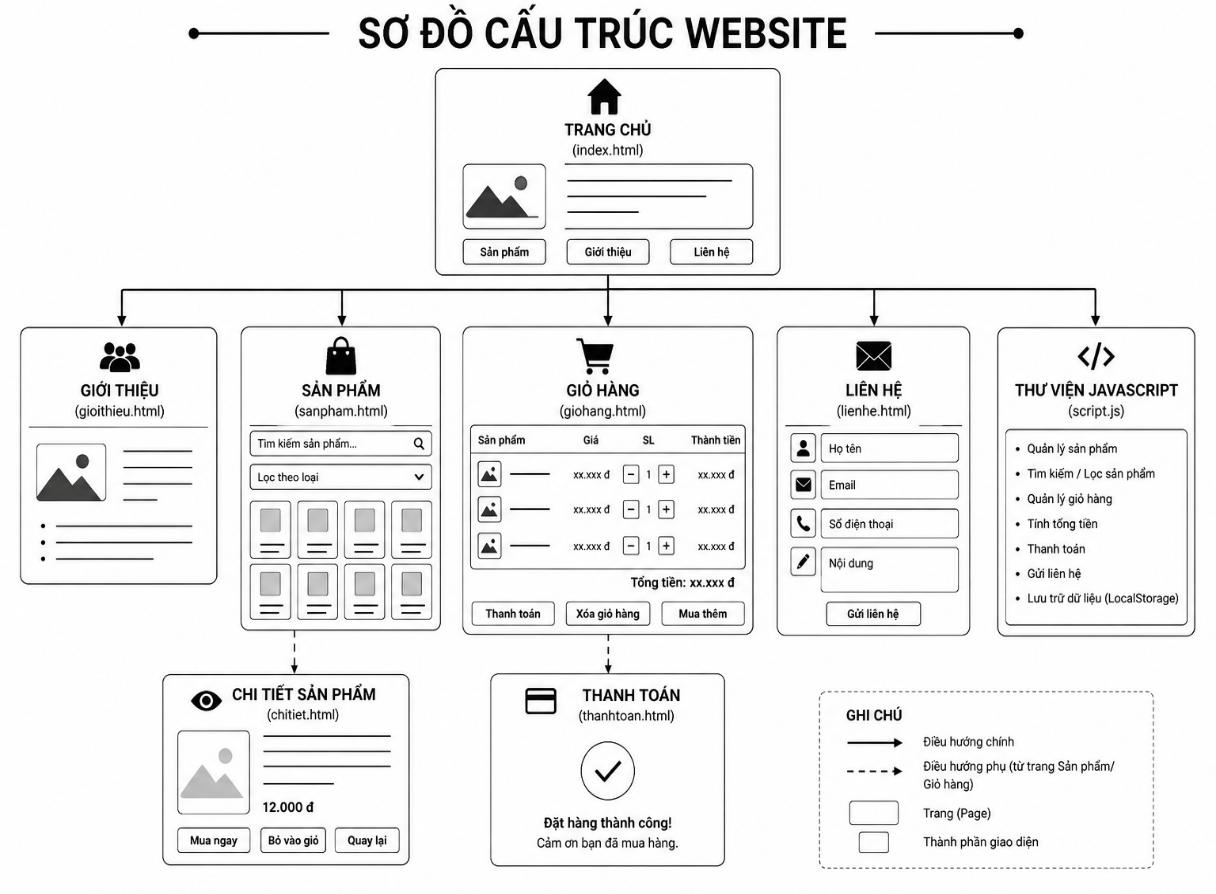 SƠ ĐỒ CẤU TRÚC WEBSITE
TRANG CHỦ
(index.html)
Sản phẩm
Giới thiệu
Liên hệ
GIỚI THIỆU
(gioithieu.html)
SẢN PHẨM
(sanpham.html)
Tìm kiếm sản phẩm...
Lọc theo loại
GIỎ HÀNG
(giohang.html)
Sản phẩm Giá SL Thành tiền
xx.xxx đ − 1 + xx.xxx đ
xx.xxx đ − 1 + xx.xxx đ
xx.xxx đ − 1 + xx.xxx đ
Tổng tiền: xx.xxx đ
Thanh toán
Xóa giỏ hàng
Mua thêm
LIÊN HỆ
(lienhe.html)
Họ tên
Email
Số điện thoại
Nội dung
Gửi liên hệ
THƯ VIỆN JAVASCRIPT
(script.js)
• Quản lý sản phẩm
• Tìm kiếm / Lọc sản phẩm
• Quản lý giỏ hàng
• Tính tổng tiền
• Thanh toán
• Gửi liên hệ
• Lưu trữ dữ liệu (LocalStorage)
CHI TIẾT SẢN PHẨM
(chitiet.html)
12.000 đ
Mua ngay
Bỏ vào giỏ
Quay lại
THANH TOÁN
(thanhtoan.html)
Đặt hàng thành công!
Cảm ơn bạn đã mua hàng.
GHI CHÚ
Điều hướng chính
Điều hướng phụ (từ trang Sản phẩm/
Giỏ hàng)
Trang (Page)
Thành phần giao diện